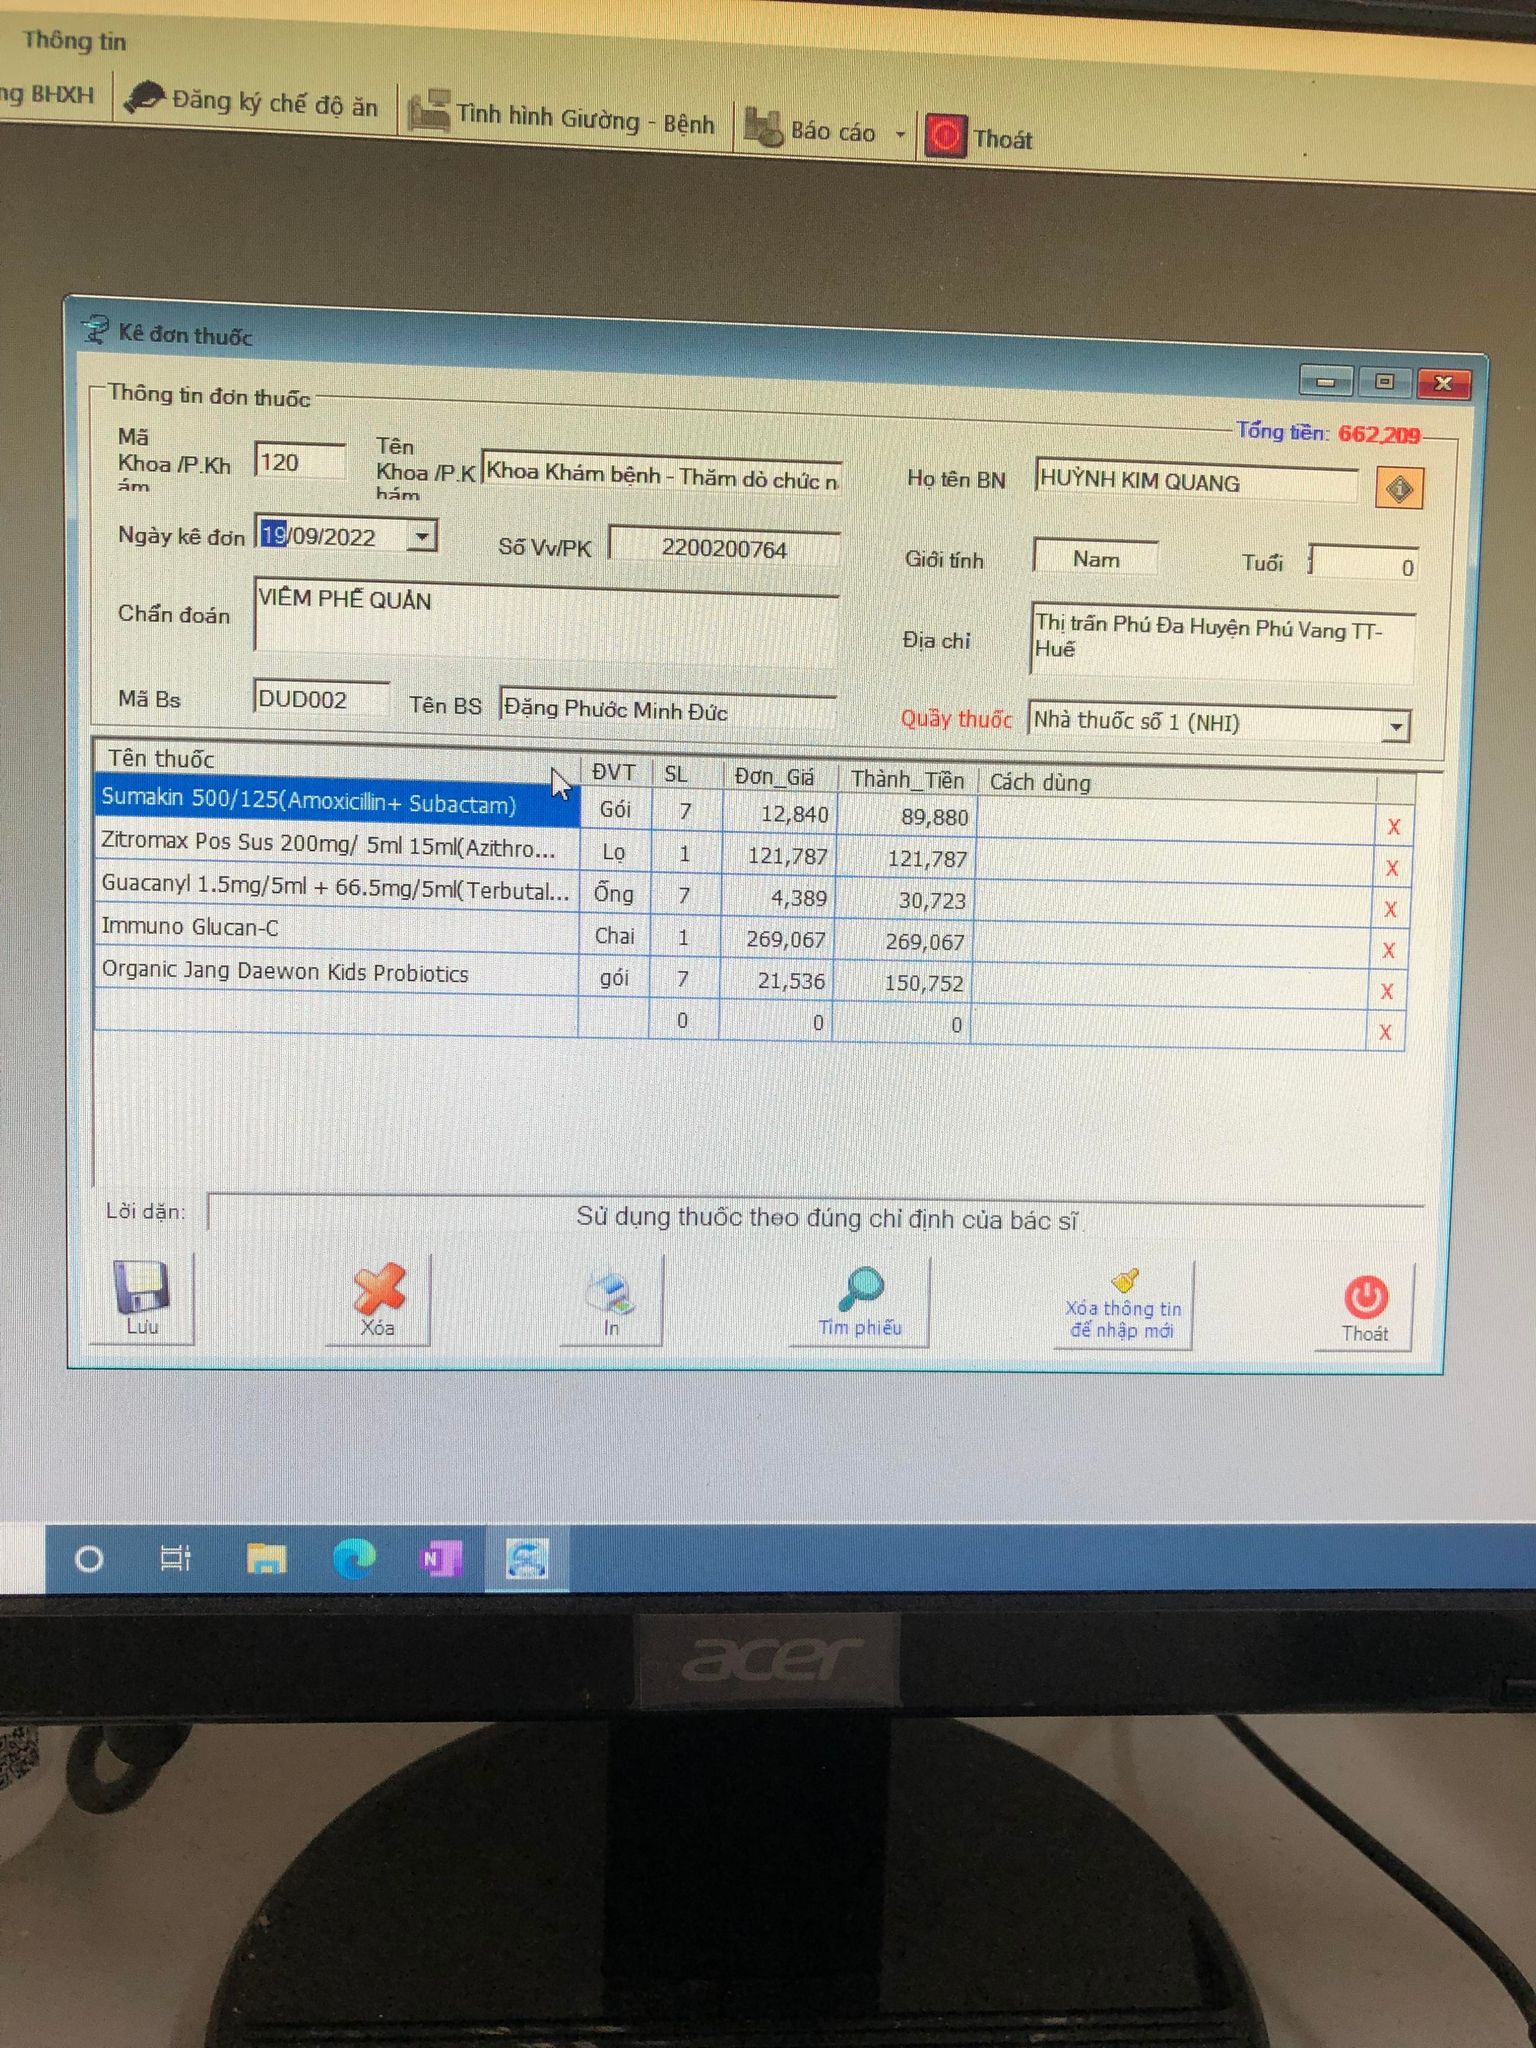 Thông tin
ng BHXH
Đăng ký chế độ ăn
Tình hình Giường - Bệnh
Báo cáo
Thoát
Kê đơn thuốc
Thông tin đơn thuốc
Tổng tiền: 662,209
Mã Khoa /P.Khám
120
Tên Khoa /P.Khám
Khoa Khám bệnh - Thăm dò chức n
Họ tên BN
HUỲNH KIM QUANG
Ngày kê đơn
19/09/2022
Số Vv/PK
2200200764
Giới tính
Nam
Tuổi
0
Chẩn đoán
VIÊM PHẾ QUẢN
Địa chỉ
Thị trấn Phú Đa Huyện Phú Vang TT-
Huế
Mã Bs
DUD002
Tên BS
Đặng Phước Minh Đức
Quầy thuốc
Nhà thuốc số 1 (NHI)
Tên thuốc ĐVT SL Đơn_Giá Thành_Tiền Cách dùng
Sumakin 500/125(Amoxicillin+ Subactam) Gói 7 12,840 89,880 X
Zitromax Pos Sus 200mg/ 5ml 15ml(Azithro... Lọ 1 121,787 121,787 X
Guacanyl 1.5mg/5ml + 66.5mg/5ml(Terbutal... Ống 7 4,389 30,723 X
Immuno Glucan-C Chai 1 269,067 269,067 X
Organic Jang Daewon Kids Probiotics gói 7 21,536 150,752 X
0 0 0 X
Lời dặn:
Sử dụng thuốc theo đúng chỉ định của bác sĩ
Lưu
Xóa
In
Tìm phiếu
Xóa thông tin
để nhập mới
Thoát
N
acer